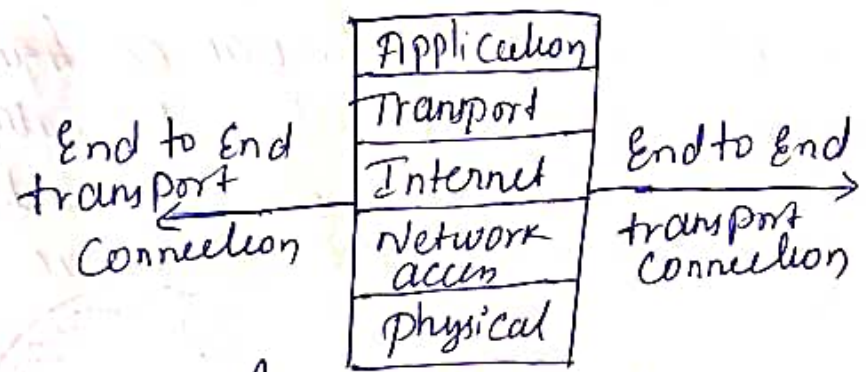 Application
Transport
Internet
Network
access
physical
End to End
transport
Connection
End to End
transport
Connection